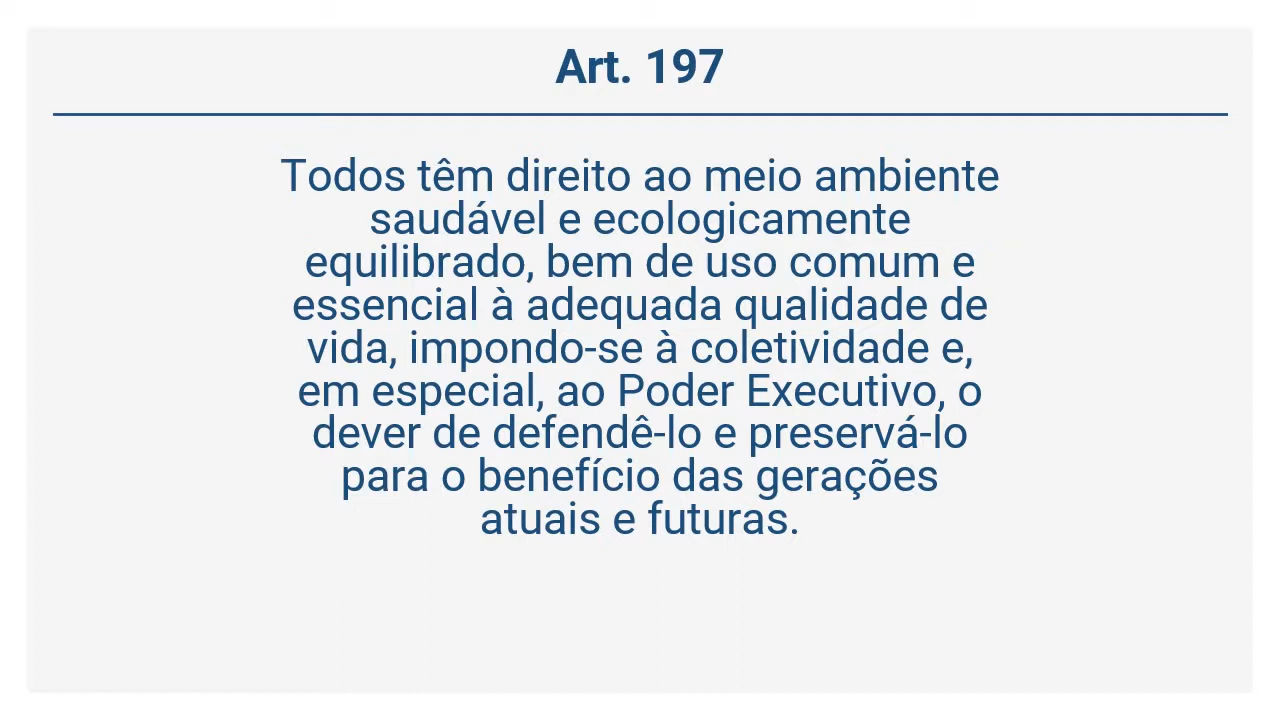 Art. 197
Todos têm direito ao meio ambiente
saudável e ecologicamente
equilibrado, bem de uso comum e
essencial à adequada qualidade de
vida, impondo-se à coletividade e,
em especial, ao Poder Executivo, o
dever de defendê-lo e preservá-lo
para o benefício das gerações
atuais e futuras.